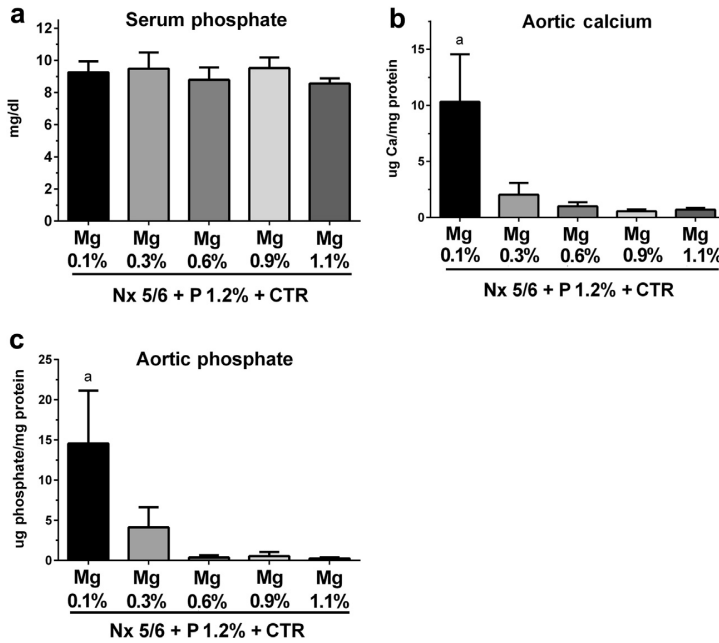 a
Serum phosphate
mg/dl
12
10
8
6
4
2
0
Mg Mg Mg Mg Mg
0.1% 0.3% 0.6% 0.9% 1.1%
Nx 5/6 + P 1.2% + CTR
b
Aortic calcium
ug Ca/mg protein
15
10
5
0
a
Mg Mg Mg Mg Mg
0.1% 0.3% 0.6% 0.9% 1.1%
Nx 5/6 + P 1.2% + CTR
c
Aortic phosphate
ug phosphate/mg protein
25
20
15
10
5
0
a
Mg Mg Mg Mg Mg
0.1% 0.3% 0.6% 0.9% 1.1%
Nx 5/6 + P 1.2% + CTR